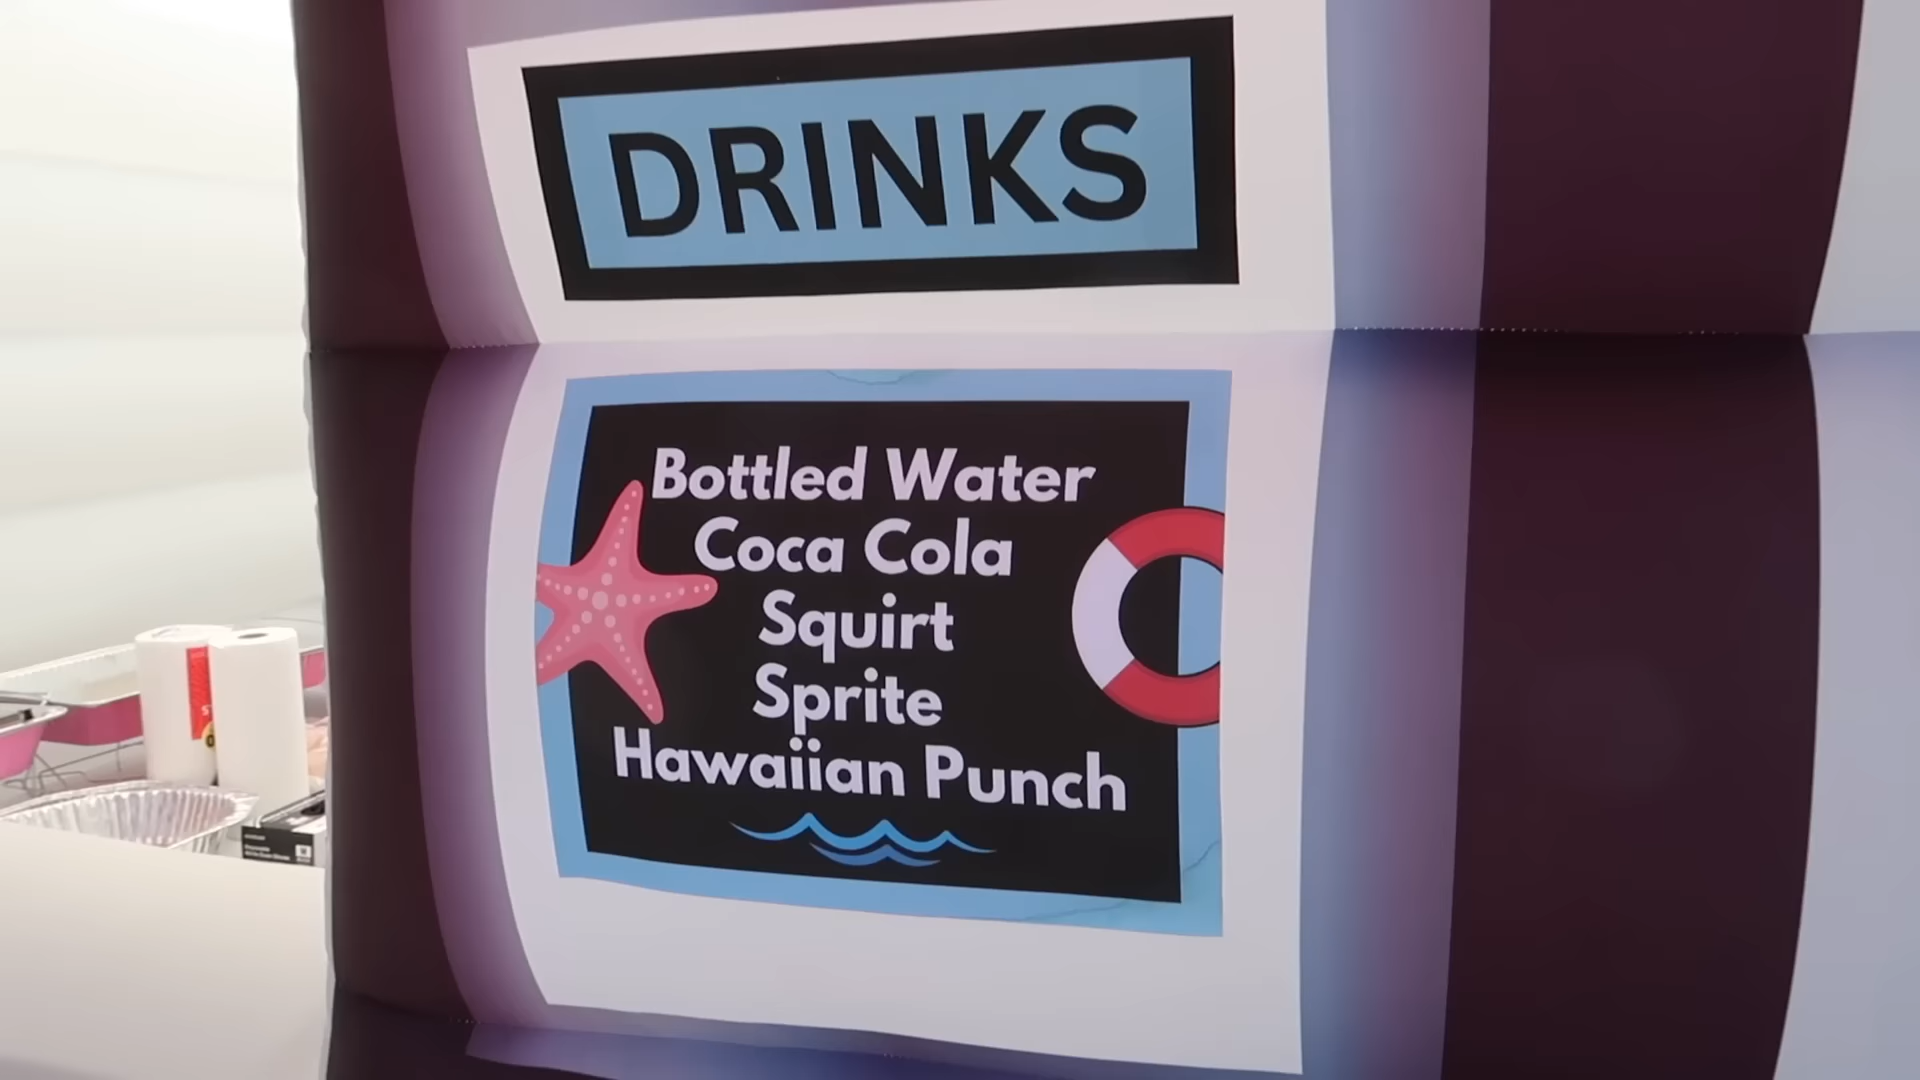 DRINKS
Bottled Water
Coca Cola
Squirt
Sprite
Hawaiian Punch